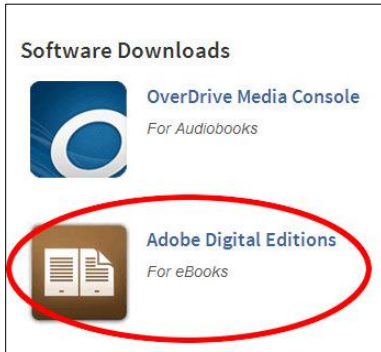 Software Downloads
OverDrive Media Console
For Audiobooks
Adobe Digital Editions
For eBooks